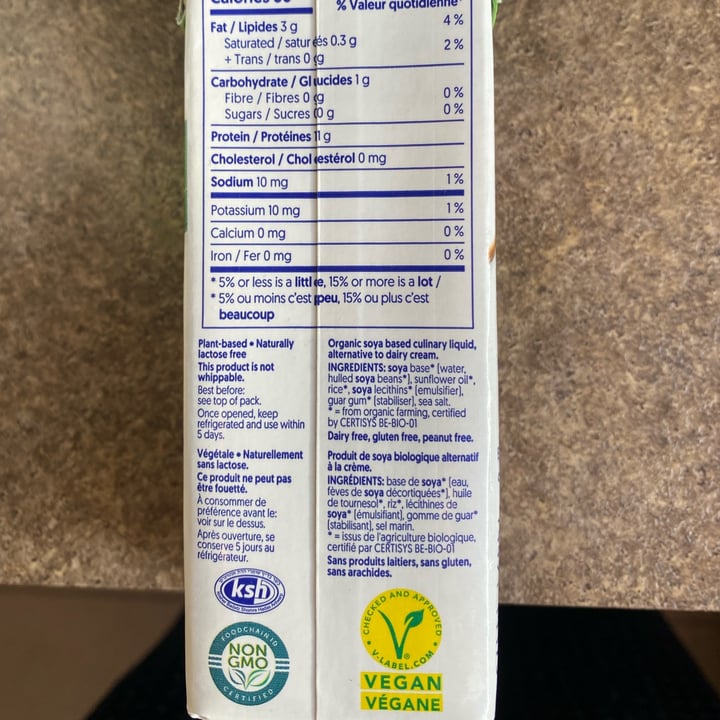 % Valeur quotidienne*
Fat / Lipides 3 g 4 %
Saturated / saturés 0.3 g
+ Trans / trans 0 g 2 %
Carbohydrate / Glucides 1 g
Fibre / Fibres 0 g 0 %
Sugars / Sucres 0 g 0 %
Protein / Protéines 1 g
Cholesterol / Cholestérol 0 mg
Sodium 10 mg 1 %
Potassium 10 mg 1 %
Calcium 0 mg 0 %
Iron / Fer 0 mg 0 %
* 5% or less is a little, 15% or more is a lot /
* 5% ou moins c'est peu, 15% ou plus c'est
beaucoup
Plant-based • Naturally
lactose free
This product is not
whippable.
Best before:
see top of pack.
Once opened, keep
refrigerated and use within
5 days.
Végétale • Naturellement
sans lactose.
Ce produit ne peut pas
être fouetté.
À consommer de
préférence avant le:
voir sur le dessus.
Après ouverture, se
conserve 5 jours au
réfrigérateur.
Organic soya based culinary liquid,
alternative to dairy cream.
INGREDIENTS: soya base* (water,
hulled soya beans*), sunflower oil*,
rice*, soya lecithins* (emulsifier),
guar gum* (stabiliser), sea salt.
* = from organic farming, certified
by CERTISYS BE-BIO-01
Dairy free, gluten free, peanut free.
Produit de soya biologique alternatif
à la crème.
INGRÉDIENTS: base de soya* (eau,
fèves de soya décortiquées*), huile
de tournesol*, riz*, lécithines de
soya* (émulsifiant), gomme de guar*
(stabilisant), sel marin.
* = issus de l'agriculture biologique,
certifié par CERTISYS BE-BIO-01
Sans produits laitiers, sans gluten,
sans arachides.
ksh
FOODCHAIN ID
NON
GMO
CERTIFIED
CHECKED AND APPROVED
V-LABEL.COM
VEGAN
VÉGANE